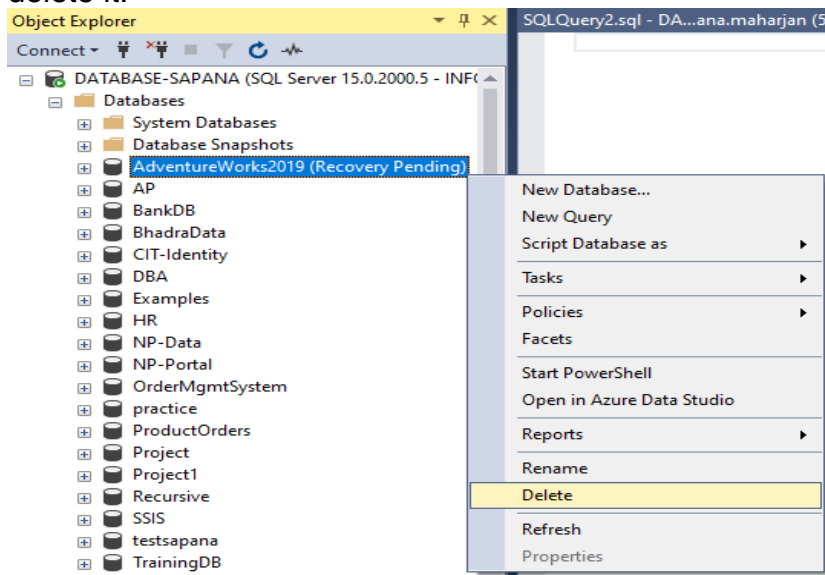 delete it.
Object Explorer
SQLQuery2.sql - DA...ana.maharjan (5
Connect
DATABASE-SAPANA (SQL Server 15.0.2000.5 - INF
Databases
System Databases
Database Snapshots
AdventureWorks2019 (Recovery Pending)
AP
BankDB
BhadraData
CIT-Identity
DBA
Examples
HR
NP-Data
NP-Portal
OrderMgmtSystem
practice
ProductOrders
Project
Project1
Recursive
SSIS
testsapana
TrainingDB
New Database...
New Query
Script Database as
Tasks
Policies
Facets
Start PowerShell
Open in Azure Data Studio
Reports
Rename
Delete
Refresh
Properties